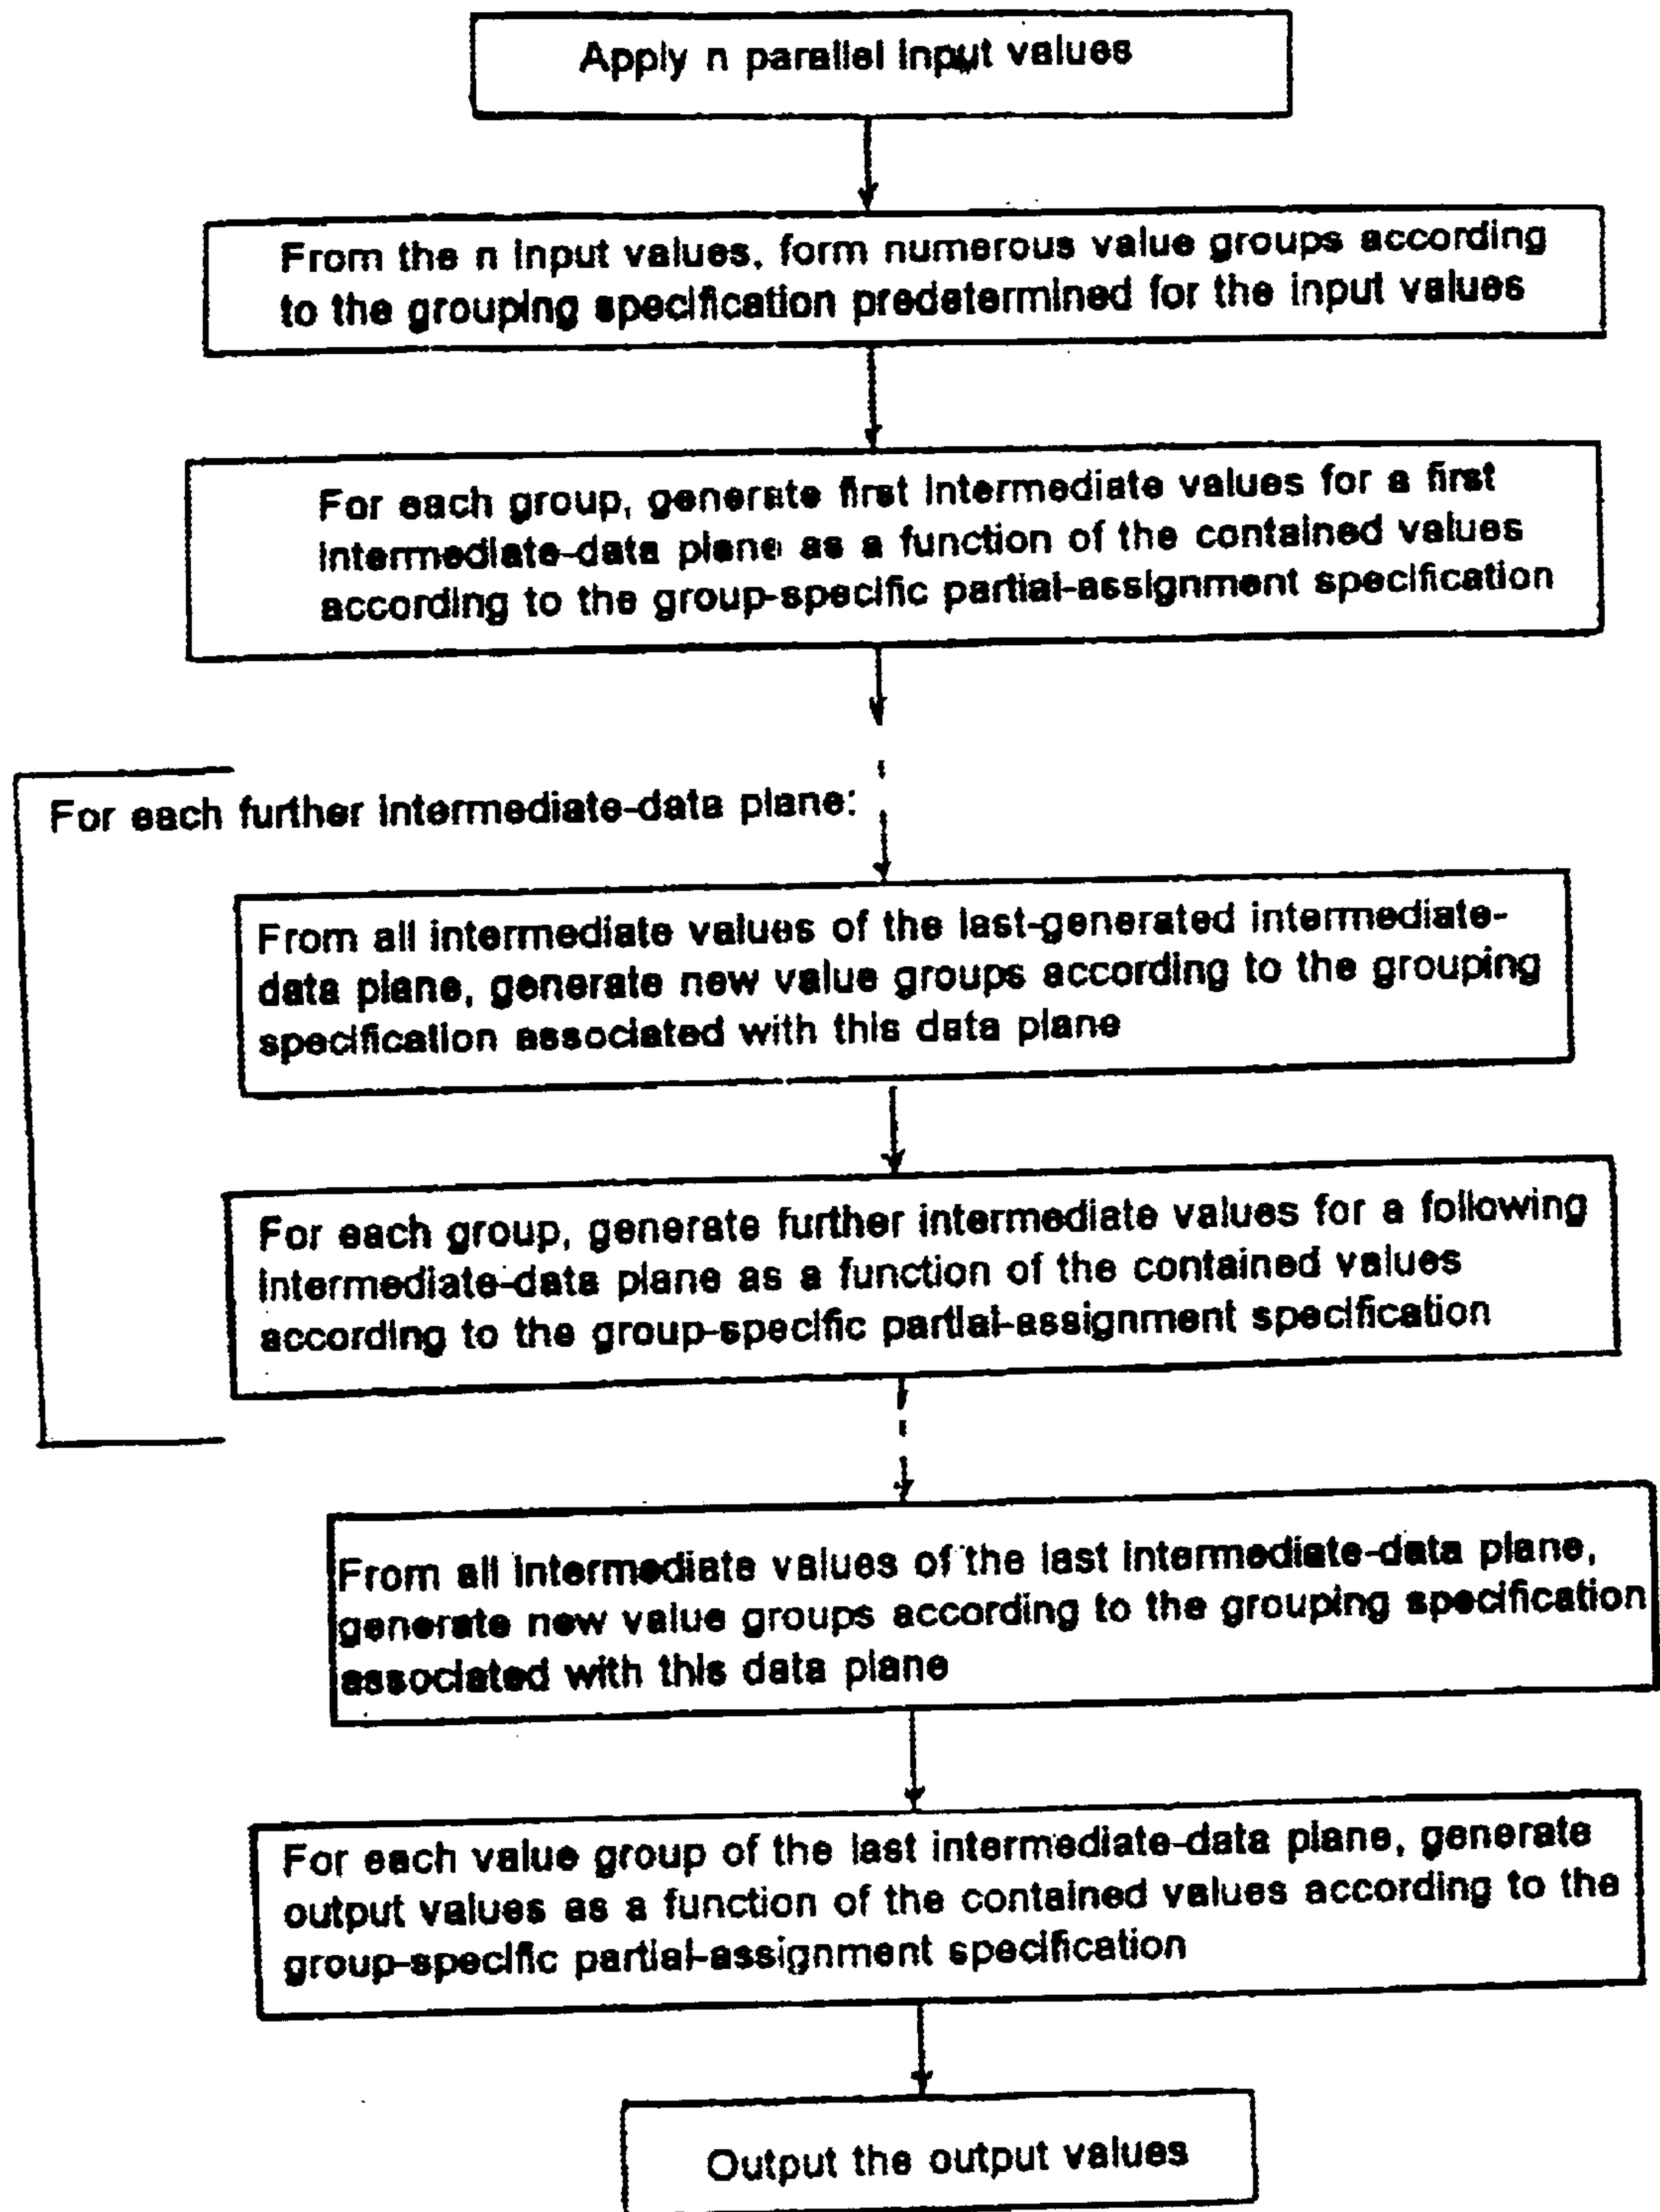 Apply n parallel input values
From the n input values, form numerous value groups according
to the grouping specification predetermined for the input values
For each group, generate first intermediate values for a first
intermediate-data plane as a function of the contained values
according to the group-specific partial-assignment specification
For each further intermediate-data plane:
From all intermediate values of the last-generated intermediate-
data plane, generate new value groups according to the grouping
specification associated with this data plane
For each group, generate further intermediate values for a following
intermediate-data plane as a function of the contained values
according to the group-specific partial-assignment specification
From all intermediate values of the last intermediate-data plane,
generate new value groups according to the grouping specification
associated with this data plane
For each value group of the last intermediate-data plane, generate
output values as a function of the contained values according to the
group-specific partial-assignment specification
Output the output values